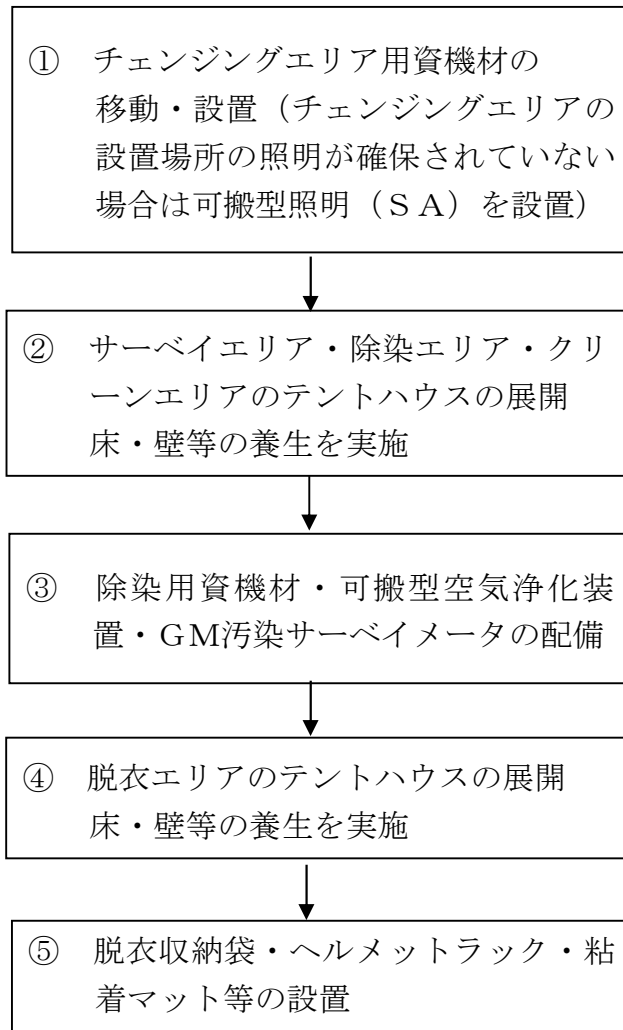 ① チェンジングエリア用資機材の
移動・設置（チェンジングエリアの
設置場所の照明が確保されていない
場合は可搬型照明（ＳＡ）を設置）
② サーベイエリア・除染エリア・クリ
ーンエリアのテントハウスの展開
床・壁等の養生を実施
③ 除染用資機材・可搬型空気浄化装
置・ＧＭ汚染サーベイメータの配備
④ 脱衣エリアのテントハウスの展開
床・壁等の養生を実施
⑤ 脱衣収納袋・ヘルメットラック・粘
着マット等の設置